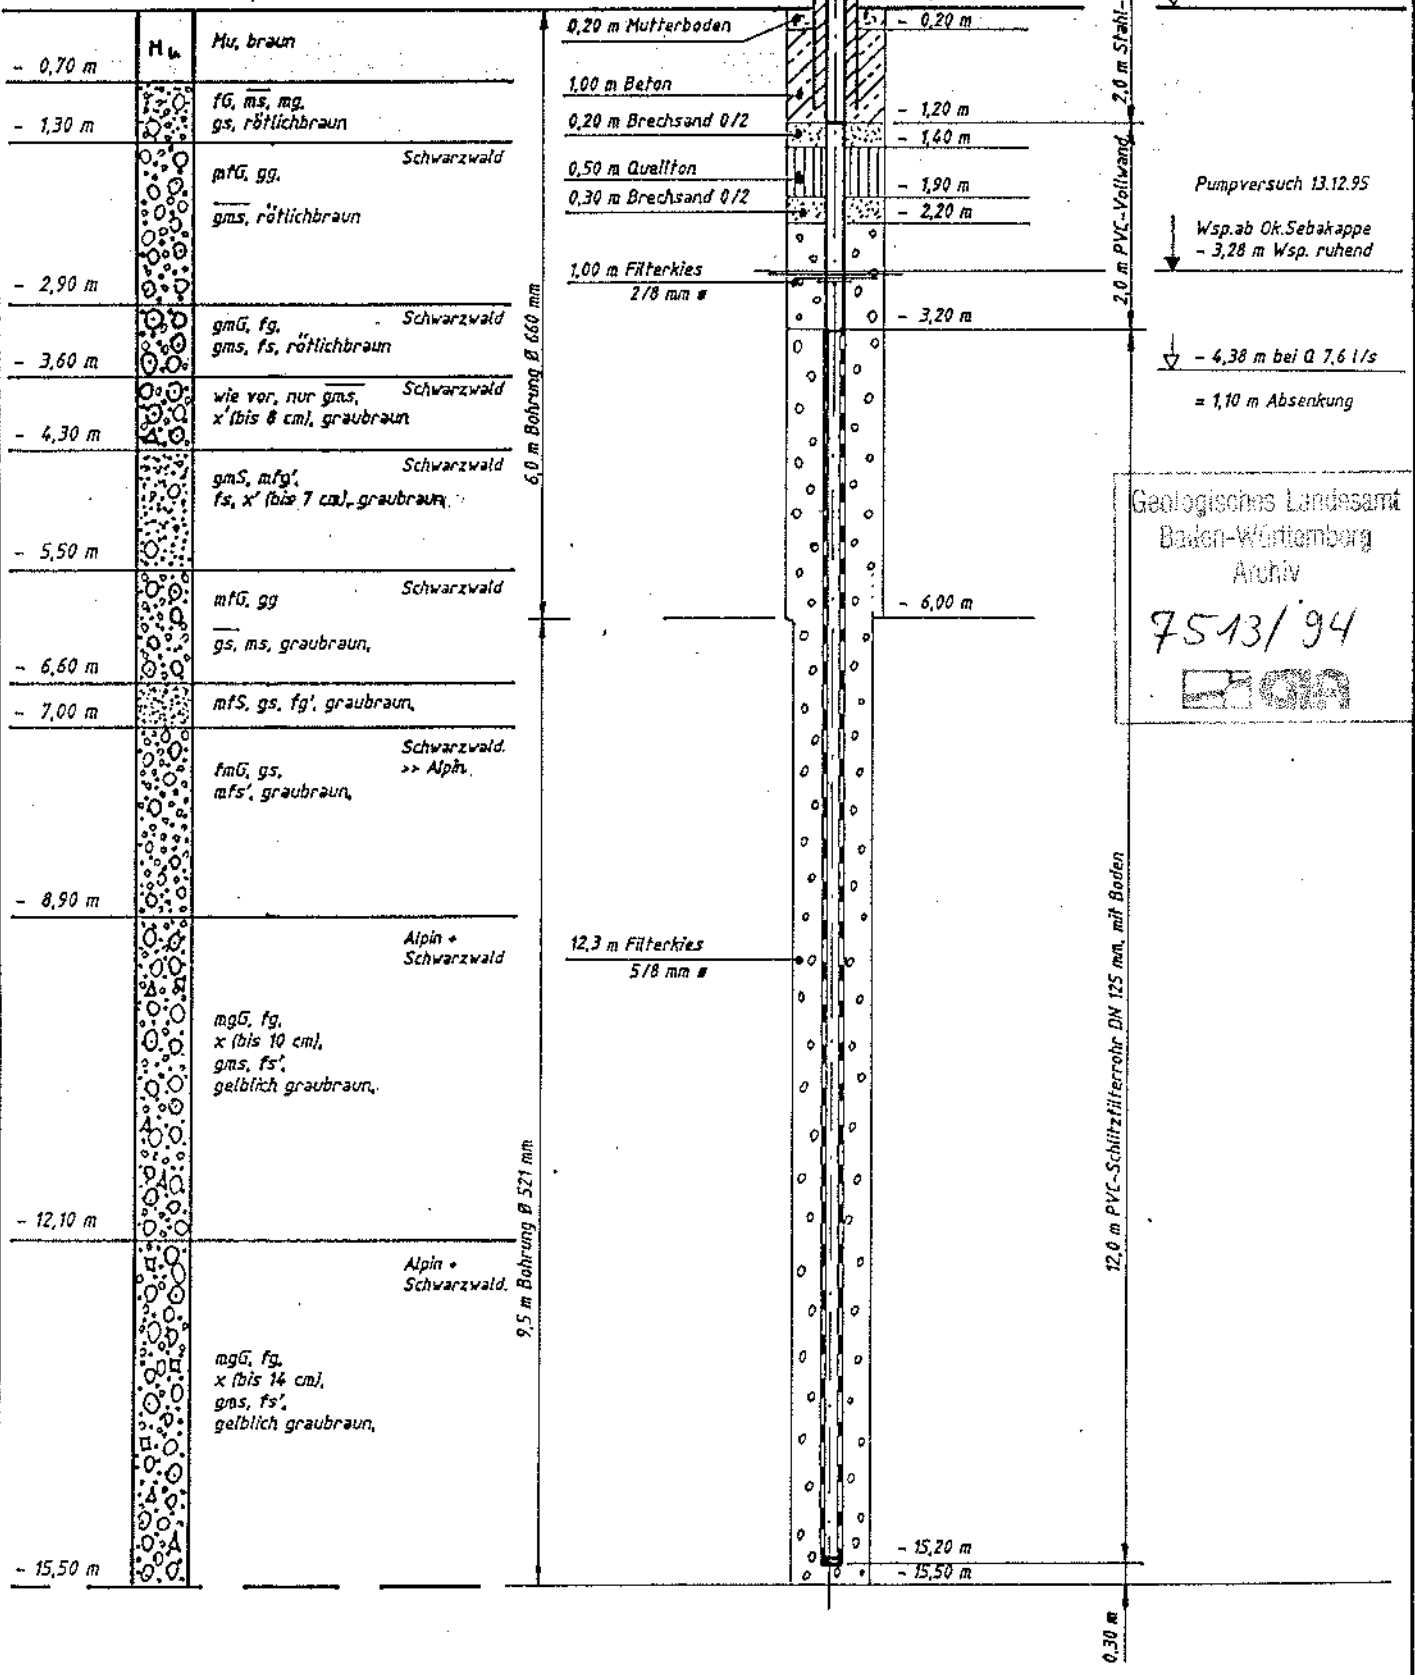 - 0,70 m
- 1,30 m
- 2,90 m
- 3,60 m
- 4,30 m
- 5,50 m
- 6,60 m
- 7,00 m
- 8,90 m
- 12,10 m
- 15,50 m
Mu
Mu, braun
fG, m̅s̅, mg,
gs, rötlichbraun
Schwarzwald
mfG, gg,
g̅m̅s̅, rötlichbraun
Schwarzwald
gmG, fg,
gms, fs, rötlichbraun
Schwarzwald
wie vor, nur g̅m̅s̅,
x' (bis 8 cm), graubraun
Schwarzwald
gmS, mfg',
fs, x' (bis 7 cm), graubraun,
Schwarzwald
mfG, gg
g̅s̅, ms, graubraun,
mfS, gs, fg', graubraun,
Schwarzwald.
>> Alpin,
fmG, gs,
mfs', graubraun,
Alpin +
Schwarzwald
mgG, fg,
x (bis 10 cm),
gms, fs',
gelblich graubraun,
Alpin +
Schwarzwald.
mgG, fg,
x (bis 14 cm),
gms, fs',
gelblich graubraun,
6,0 m Bohrung Ø 660 mm
9,5 m Bohrung Ø 521 mm
0,20 m Mutterboden
1,00 m Beton
0,20 m Brechsand 0/2
0,50 m Quellton
0,30 m Brechsand 0/2
1,00 m Filterkies
2/8 mm
12,3 m Filterkies
5/8 mm
- 0,20 m
- 1,20 m
- 1,40 m
- 1,90 m
- 2,20 m
- 3,20 m
- 6,00 m
- 15,20 m
- 15,50 m
2,0 m Stahl-
2,0 m PVC-Vollwand
12,0 m PVC-Schlitzfilterrohr DN 125 mm, mit Boden
0,30 m
Pumpversuch 13.12.95
Wsp.ab Ok.Sebakappe
- 3,28 m Wsp. ruhend
- 4,38 m bei Q 7,6 l/s
= 1,10 m Absenkung
Geologisches Landesamt
Baden-Württemberg
Archiv
7513/'94
GLA